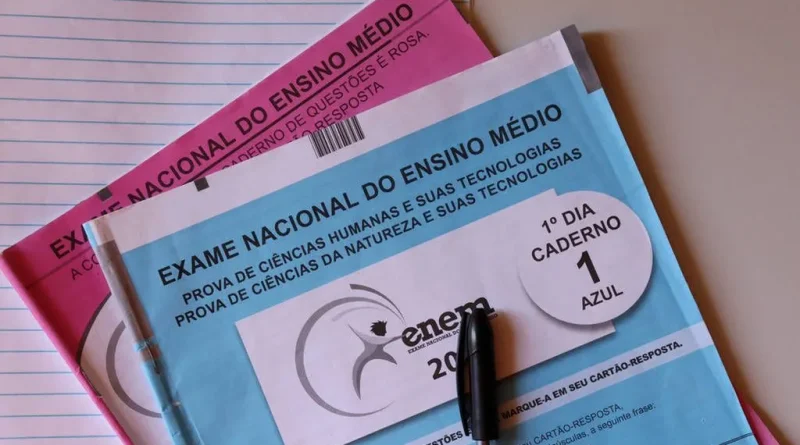 EXAME NACIONAL DO ENSINO MÉDIO
CADERNO DE QUESTÕES É ROSA.
RESPOSTA
EXAME NACIONAL DO ENSINO MÉDIO
PROVA DE CIÊNCIAS HUMANAS E SUAS TECNOLOGIAS
PROVA DE CIÊNCIAS DA NATUREZA E SUAS TECNOLOGIAS
1º DIA
CADERNO
1
AZUL
enem
EXAME NACIONAL DO
20
MARQUE-A EM SEU CARTÃO-RESPOSTA.
CARTÃO-RESPOSTA,
a seguinte frase: